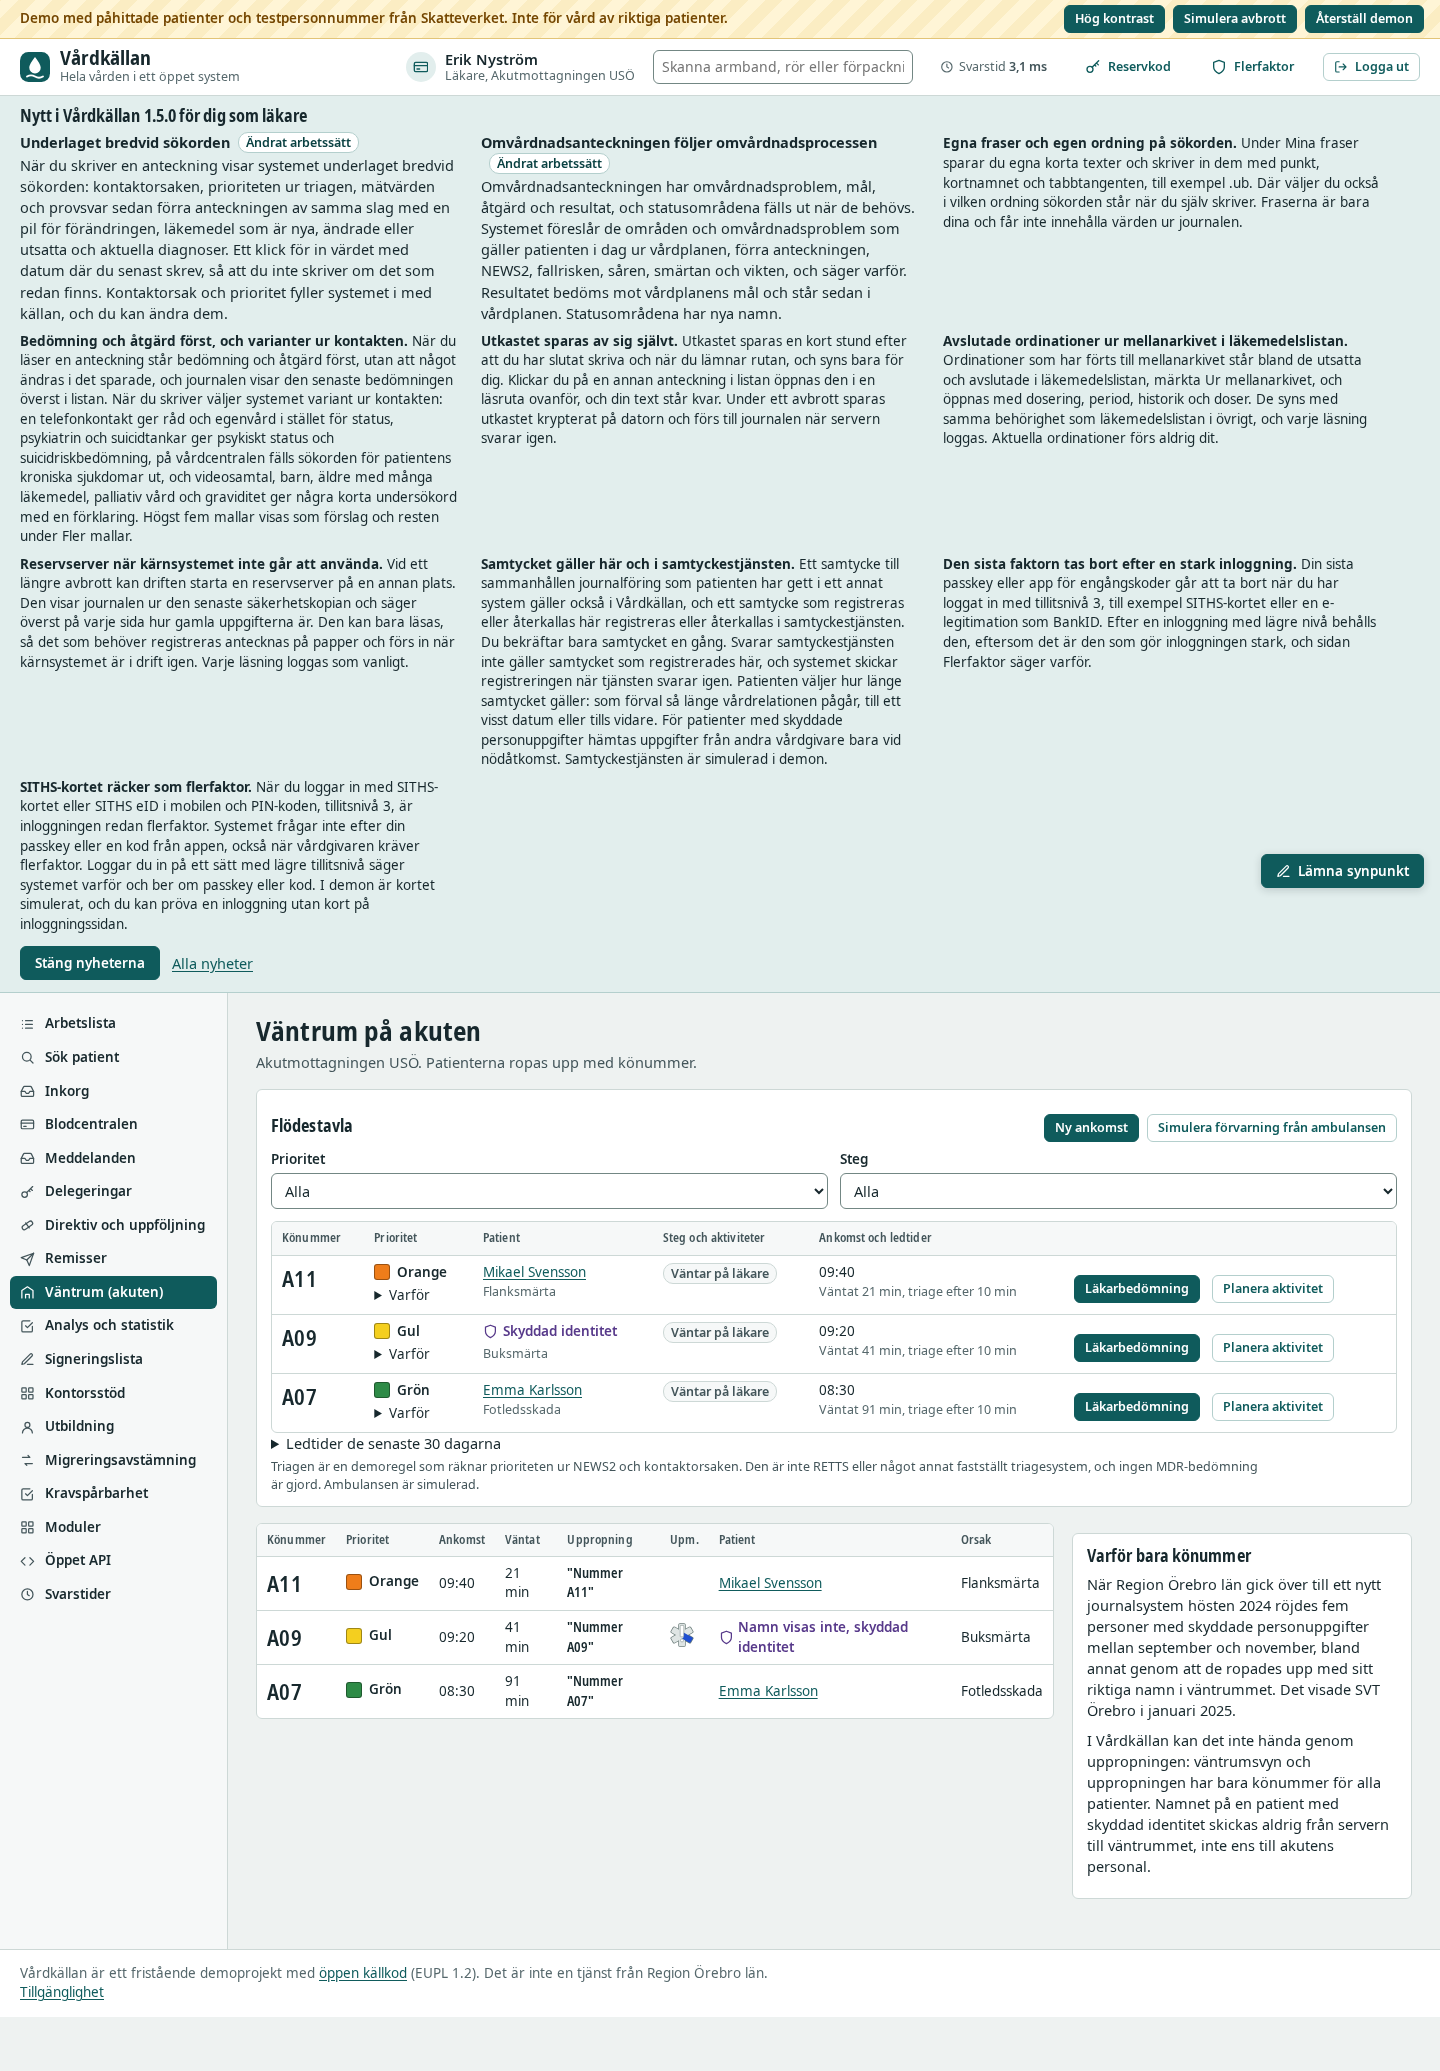 Demo med påhittade patienter och testpersonnummer från Skatteverket. Inte för vård av riktiga patienter.
Hög kontrast
Simulera avbrott
Återställ demon
Vårdkällan
Hela vården i ett öppet system
Erik Nyström
Läkare, Akutmottagningen USÖ
Skanna armband, rör eller förpackni
Svarstid 3,1 ms
Reservkod
Flerfaktor
Logga ut
Nytt i Vårdkällan 1.5.0 för dig som läkare
Underlaget bredvid sökorden Ändrat arbetssätt
När du skriver en anteckning visar systemet underlaget bredvid
sökorden: kontaktorsaken, prioriteten ur triagen, mätvärden
och provsvar sedan förra anteckningen av samma slag med en
pil för förändringen, läkemedel som är nya, ändrade eller
utsatta och aktuella diagnoser. Ett klick för in värdet med
datum där du senast skrev, så att du inte skriver om det som
redan finns. Kontaktorsak och prioritet fyller systemet i med
källan, och du kan ändra dem.
Omvårdnadsanteckningen följer omvårdnadsprocessen
Ändrat arbetssätt
Omvårdnadsanteckningen har omvårdnadsproblem, mål,
åtgärd och resultat, och statusområdena fälls ut när de behövs.
Systemet föreslår de områden och omvårdnadsproblem som
gäller patienten i dag ur vårdplanen, förra anteckningen,
NEWS2, fallrisken, såren, smärtan och vikten, och säger varför.
Resultatet bedöms mot vårdplanens mål och står sedan i
vårdplanen. Statusområdena har nya namn.
Egna fraser och egen ordning på sökorden. Under Mina fraser
sparar du egna korta texter och skriver in dem med punkt,
kortnamnet och tabbtangenten, till exempel .ub. Där väljer du också
i vilken ordning sökorden står när du själv skriver. Fraserna är bara
dina och får inte innehålla värden ur journalen.
Bedömning och åtgärd först, och varianter ur kontakten. När du
läser en anteckning står bedömning och åtgärd först, utan att något
ändras i det sparade, och journalen visar den senaste bedömningen
överst i listan. När du skriver väljer systemet variant ur kontakten:
en telefonkontakt ger råd och egenvård i stället för status,
psykiatrin och suicidtankar ger psykiskt status och
suicidriskbedömning, på vårdcentralen fälls sökorden för patientens
kroniska sjukdomar ut, och videosamtal, barn, äldre med många
läkemedel, palliativ vård och graviditet ger några korta undersökord
med en förklaring. Högst fem mallar visas som förslag och resten
under Fler mallar.
Utkastet sparas av sig självt. Utkastet sparas en kort stund efter
att du har slutat skriva och när du lämnar rutan, och syns bara för
dig. Klickar du på en annan anteckning i listan öppnas den i en
läsruta ovanför, och din text står kvar. Under ett avbrott sparas
utkastet krypterat på datorn och förs till journalen när servern
svarar igen.
Avslutade ordinationer ur mellanarkivet i läkemedelslistan.
Ordinationer som har förts till mellanarkivet står bland de utsatta
och avslutade i läkemedelslistan, märkta Ur mellanarkivet, och
öppnas med dosering, period, historik och doser. De syns med
samma behörighet som läkemedelslistan i övrigt, och varje läsning
loggas. Aktuella ordinationer förs aldrig dit.
Reservserver när kärnsystemet inte går att använda. Vid ett
längre avbrott kan driften starta en reservserver på en annan plats.
Den visar journalen ur den senaste säkerhetskopian och säger
överst på varje sida hur gamla uppgifterna är. Den kan bara läsas,
så det som behöver registreras antecknas på papper och förs in när
kärnsystemet är i drift igen. Varje läsning loggas som vanligt.
Samtycket gäller här och i samtyckestjänsten. Ett samtycke till
sammanhållen journalföring som patienten har gett i ett annat
system gäller också i Vårdkällan, och ett samtycke som registreras
eller återkallas här registreras eller återkallas i samtyckestjänsten.
Du bekräftar bara samtycket en gång. Svarar samtyckestjänsten
inte gäller samtycket som registrerades här, och systemet skickar
registreringen när tjänsten svarar igen. Patienten väljer hur länge
samtycket gäller: som förval så länge vårdrelationen pågår, till ett
visst datum eller tills vidare. För patienter med skyddade
personuppgifter hämtas uppgifter från andra vårdgivare bara vid
nödåtkomst. Samtyckestjänsten är simulerad i demon.
Den sista faktorn tas bort efter en stark inloggning. Din sista
passkey eller app för engångskoder går att ta bort när du har
loggat in med tillitsnivå 3, till exempel SITHS-kortet eller en e-
legitimation som BankID. Efter en inloggning med lägre nivå behålls
den, eftersom det är den som gör inloggningen stark, och sidan
Flerfaktor säger varför.
SITHS-kortet räcker som flerfaktor. När du loggar in med SITHS-
kortet eller SITHS eID i mobilen och PIN-koden, tillitsnivå 3, är
inloggningen redan flerfaktor. Systemet frågar inte efter din
passkey eller en kod från appen, också när vårdgivaren kräver
flerfaktor. Loggar du in på ett sätt med lägre tillitsnivå säger
systemet varför och ber om passkey eller kod. I demon är kortet
simulerat, och du kan pröva en inloggning utan kort på
inloggningssidan.
Lämna synpunkt
Stäng nyheterna
Alla nyheter
Arbetslista
Sök patient
Inkorg
Blodcentralen
Meddelanden
Delegeringar
Direktiv och uppföljning
Remisser
Väntrum (akuten)
Analys och statistik
Signeringslista
Kontorsstöd
Utbildning
Migreringsavstämning
Kravspårbarhet
Moduler
Öppet API
Svarstider
Väntrum på akuten
Akutmottagningen USÖ. Patienterna ropas upp med könummer.
Flödestavla
Ny ankomst
Simulera förvarning från ambulansen
Prioritet
Steg
Alla
Alla
Könummer Prioritet Patient Steg och aktiviteter Ankomst och ledtider
A11 Orange Mikael Svensson Väntar på läkare 09:40 Läkarbedömning Planera aktivitet
Varför Flanksmärta Väntat 21 min, triage efter 10 min
A09 Gul Skyddad identitet Väntar på läkare 09:20 Läkarbedömning Planera aktivitet
Varför Buksmärta Väntat 41 min, triage efter 10 min
A07 Grön Emma Karlsson Väntar på läkare 08:30 Läkarbedömning Planera aktivitet
Varför Fotledsskada Väntat 91 min, triage efter 10 min
Ledtider de senaste 30 dagarna
Triagen är en demoregel som räknar prioriteten ur NEWS2 och kontaktorsaken. Den är inte RETTS eller något annat fastställt triagesystem, och ingen MDR-bedömning
är gjord. Ambulansen är simulerad.
Könummer Prioritet Ankomst Väntat Uppropning Upm. Patient Orsak
A11 Orange 09:40 21 min "Nummer A11" Mikael Svensson Flanksmärta
A09 Gul 09:20 41 min "Nummer A09" Namn visas inte, skyddad identitet Buksmärta
A07 Grön 08:30 91 min "Nummer A07" Emma Karlsson Fotledsskada
Varför bara könummer
När Region Örebro län gick över till ett nytt
journalsystem hösten 2024 röjdes fem
personer med skyddade personuppgifter
mellan september och november, bland
annat genom att de ropades upp med sitt
riktiga namn i väntrummet. Det visade SVT
Örebro i januari 2025.
I Vårdkällan kan det inte hända genom
uppropningen: väntrumsvyn och
uppropningen har bara könummer för alla
patienter. Namnet på en patient med
skyddad identitet skickas aldrig från servern
till väntrummet, inte ens till akutens
personal.
Vårdkällan är ett fristående demoprojekt med öppen källkod (EUPL 1.2). Det är inte en tjänst från Region Örebro län.
Tillgänglighet